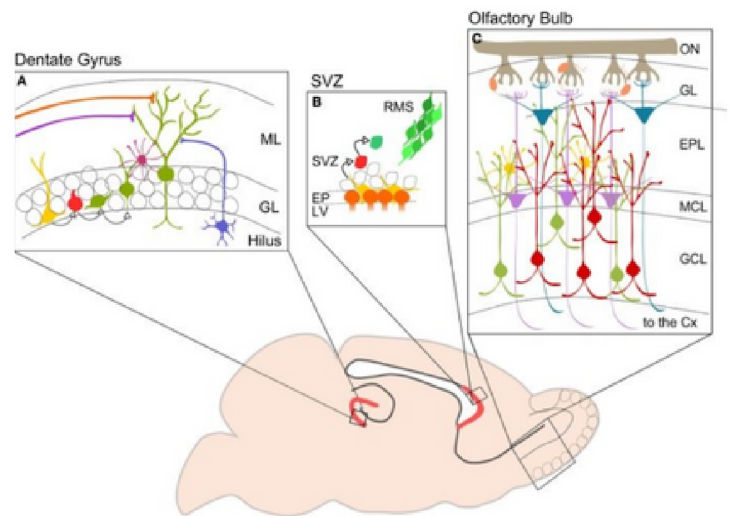 Dentate Gyrus
A
ML
GL
Hilus
SVZ
B
RMS
SVZ
EP
LV
Olfactory Bulb
C
ON
GL
EPL
MCL
GCL
to the Cx